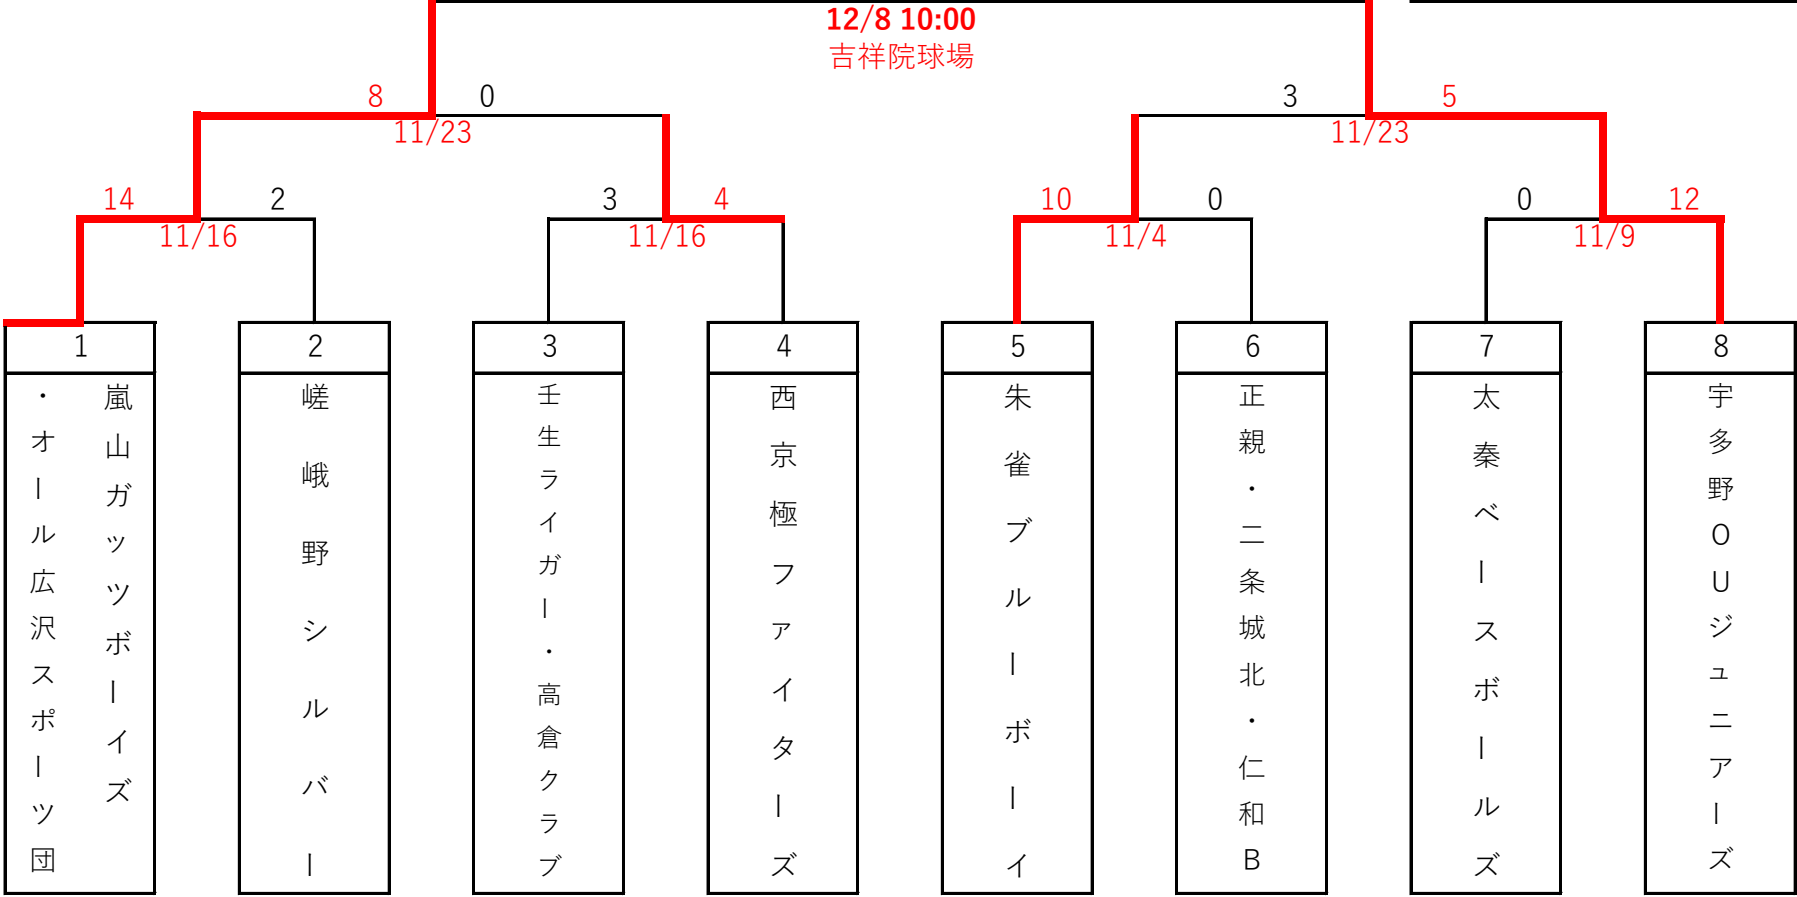 12/8 10:00
吉祥院球場
8
0
3
5
11/23
11/23
14
2
3
4
10
0
0
12
11/16
11/16
11/4
11/9
1
2
3
4
5
6
7
8
嵐山ガッツボーイズ
・オール広沢スポーツ団
嵯峨野シルバー
壬生ライガー・高倉クラブ
西京極ファイターズ
朱雀ブルーボーイ
正親・二条城北・仁和B
太秦ベースボールズ
宇多野OUジュニアーズ